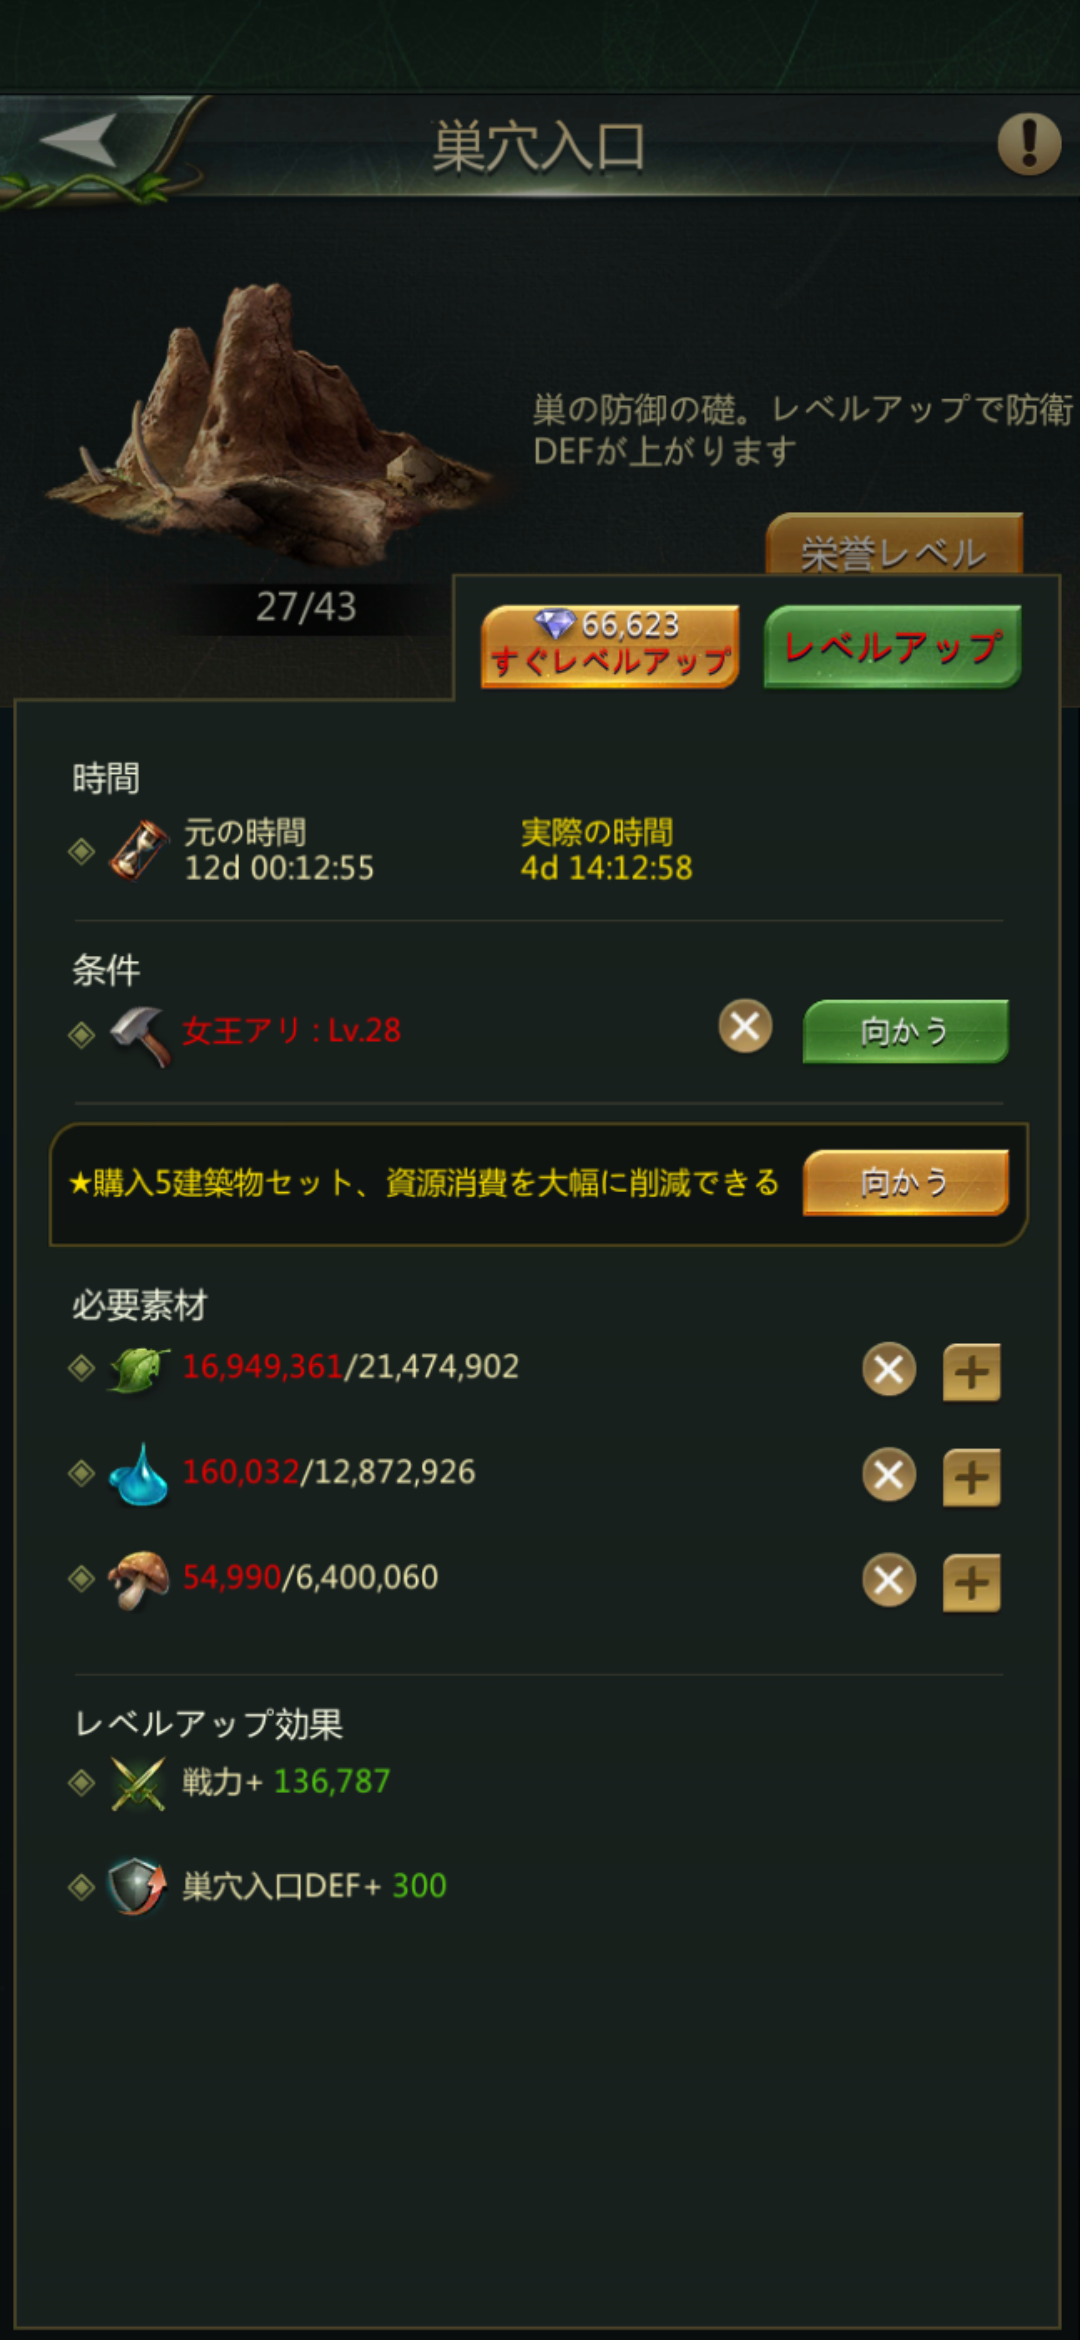 巣穴入口
巣の防御の礎。レベルアップで防衛
DEFが上がります
栄誉レベル
27/43
66,623
すぐレベルアップ
レベルアップ
時間
元の時間
12d 00:12:55
実際の時間
4d 14:12:58
条件
女王アリ : Lv.28
向かう
★購入5建築物セット、資源消費を大幅に削減できる
向かう
必要素材
16,949,361/21,474,902
160,032/12,872,926
54,990/6,400,060
レベルアップ効果
戦力+ 136,787
巣穴入口DEF+ 300